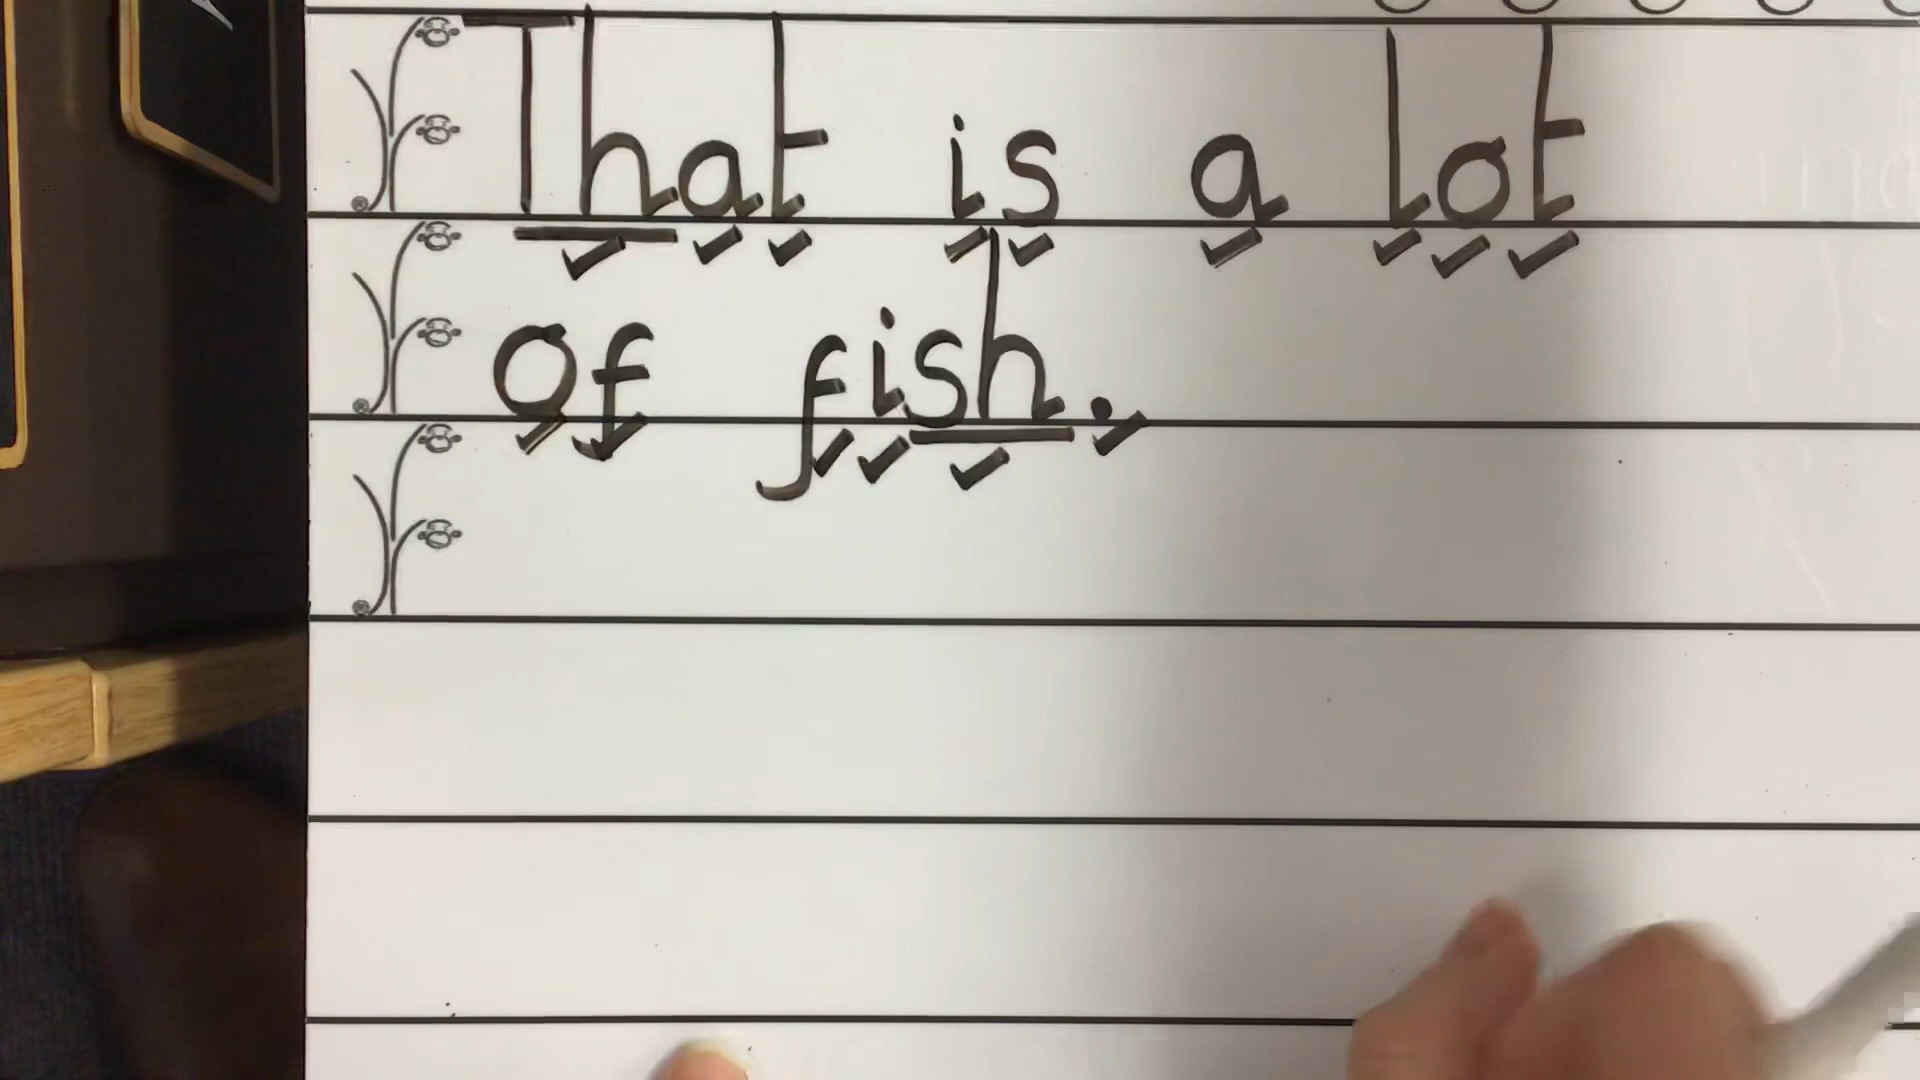 That is a lot
of fish.